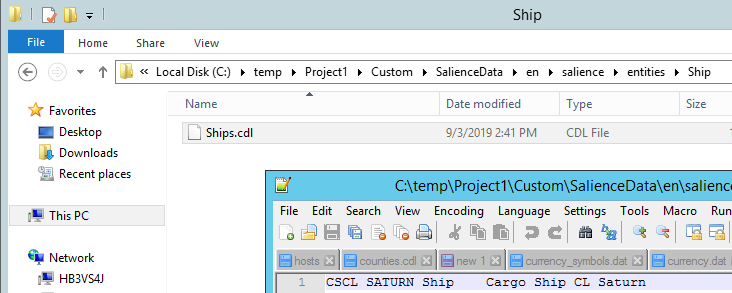 Ship
File Home Share View
« Local Disk (C:) temp Project1 Custom SalienceData en salience entities Ship
Name Date modified Type Size
Favorites
Desktop
Downloads
Recent places
This PC
Network
HB3VS4J
Ships.cdl 9/3/2019 2:41 PM CDL File
C:\temp\Project1\Custom\SalienceData\en\salience
File Edit Search View Encoding Language Settings Tools Macro Run
hosts counties.cdl new 1 currency_symbols.dat currency.dat
1 CSCL SATURN Ship Cargo Ship CL Saturn